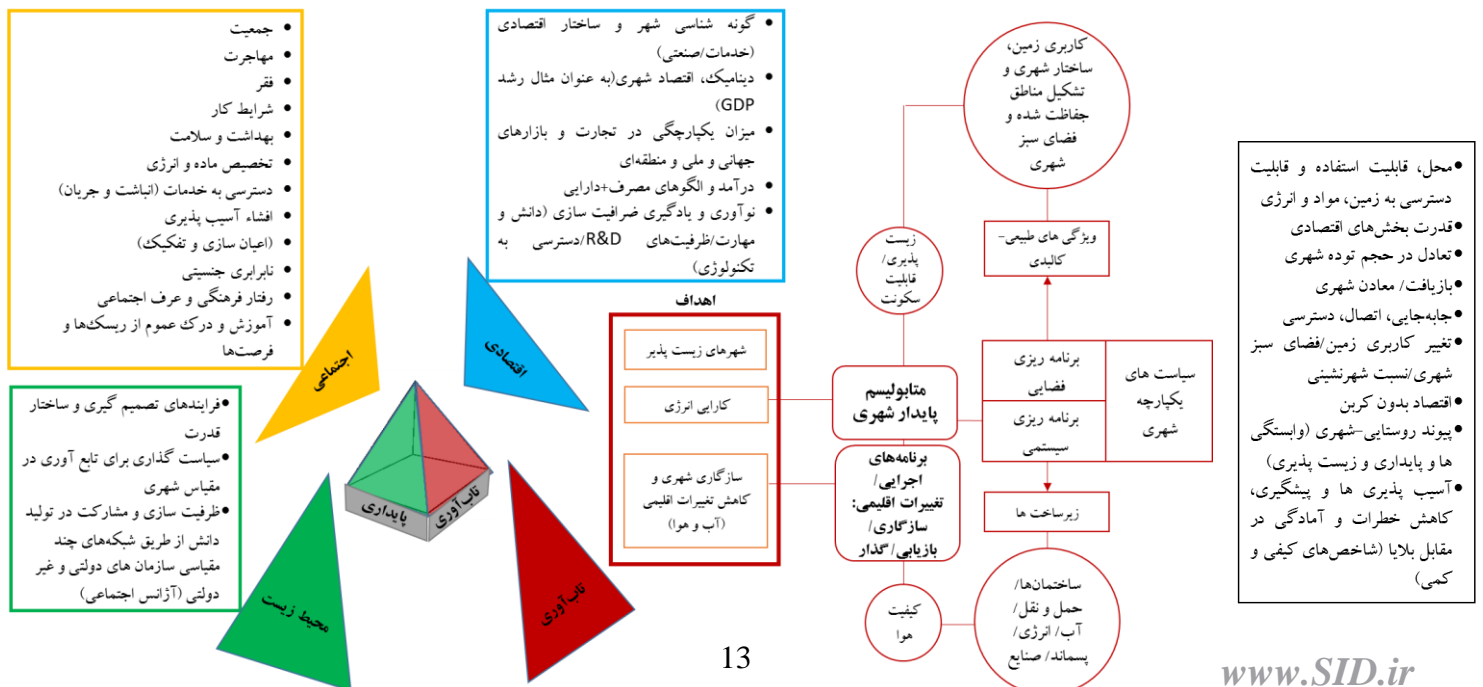 • جمعیت
• مهاجرت
• فقر
• شرایط کار
• بهداشت و سلامت
• تخصیص ماده و انرژی
• دسترسی به خدمات (انباشت و جریان)
• افشاء آسیب پذیری
• (اعیان سازی و تفکیک)
• نابرابری جنسیتی
• رفتار فرهنگی و عرف اجتماعی
• آموزش و درک عموم از ریسک‌ها و
فرصت‌ها
• گونه شناسی شهر و ساختار اقتصادی
(خدمات/صنعتی)
• دینامیک، اقتصاد شهری(به عنوان مثال رشد
GDP)
• میزان یکپارچگی در تجارت و بازارهای
جهانی و ملی و منطقه‌ای
• درآمد و الگوهای مصرف+دارایی
• نوآوری و یادگیری ضرافیت سازی (دانش و
مهارت/ظرفیت‌های R&D/دسترسی به
تکنولوژی)
•فرایندهای تصمیم گیری و ساختار
قدرت
•سیاست گذاری برای تابع آوری در
مقیاس شهری
•ظرفیت سازی و مشارکت در تولید
دانش از طریق شبکه‌های چند
مقیاسی سازمان های دولتی و غیر
دولتی (آژانس اجتماعی)
اجتماعی
اقتصادی
محیط زیست
تاب‌آوری
پایداری
تاب‌آوری
اهداف
شهرهای زیست پذیر
کارایی انرژی
سازگاری شهری و
کاهش تغییرات اقلیمی
(آب و هوا)
کاربری زمین،
ساختار شهری و
تشکیل مناطق
جفاظت شده و
فضای سبز
شهری
زیست
پذیری/
قابلیت
سکونت
ویژگی های طبیعی-
کالبدی
متابولیسم
پایدار شهری
برنامه ریزی
فضایی
برنامه ریزی
سیستمی
سیاست های
یکپارچه
شهری
برنامه‌های
اجرایی/
تغییرات اقلیمی:
سازگاری/
بازیابی/ گذار
زیرساخت ها
کیفیت
هوا
ساختمان‌ها/
حمل و نقل/
آب/ انرژی/
پسماند/ صنایع
•محل، قابلیت استفاده و قابلیت
دسترسی به زمین، مواد و انرژی
•قدرت بخش‌های اقتصادی
•تعادل در حجم توده شهری
•بازیافت/ معادن شهری
•جابه‌جایی، اتصال، دسترسی
•تغییر کاربری زمین/فضای سبز
شهری/نسبت شهرنشینی
•اقتصاد بدون کربن
•پیوند روستایی-شهری (وابستگی
ها و پایداری و زیست پذیری)
•آسیب پذیری ها و پیشگیری،
کاهش خطرات و آمادگی در
مقابل بلایا (شاخص‌های کیفی و
کمی)
13
www.SID.ir